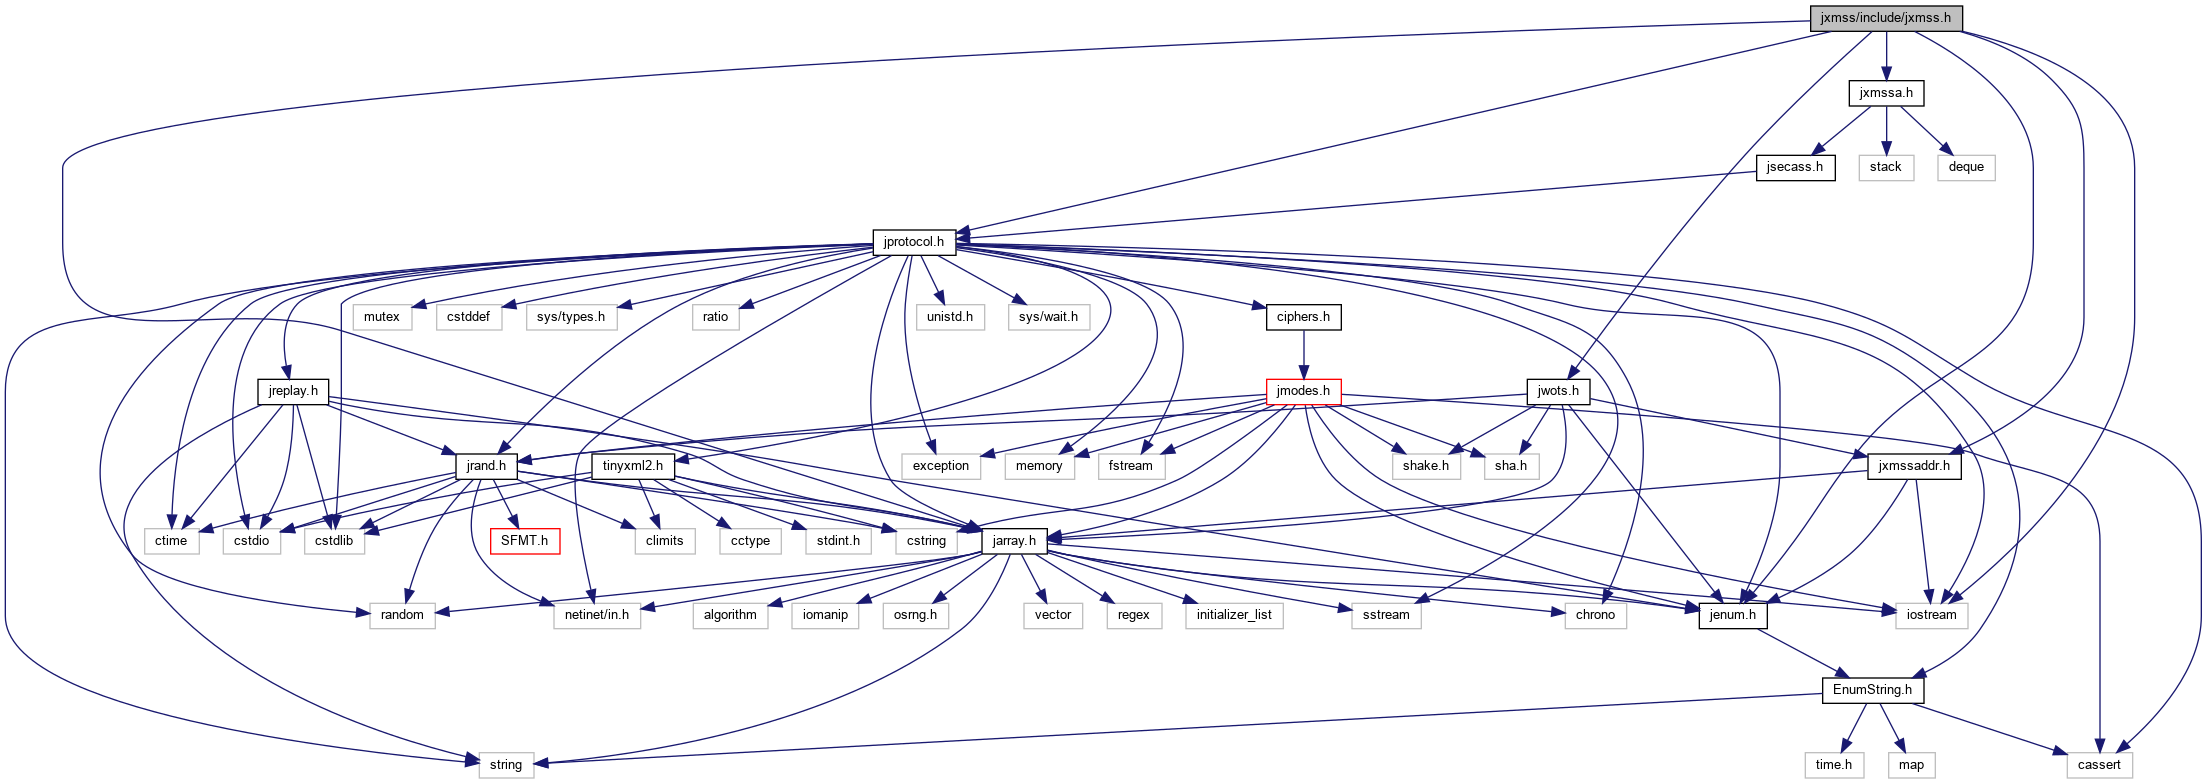 jxmss/include/jxmss.h
jxmssa.h
jsecass.h
stack
deque
jprotocol.h
mutex
cstddef
sys/types.h
ratio
unistd.h
sys/wait.h
ciphers.h
jreplay.h
jmodes.h
jwots.h
jrand.h
tinyxml2.h
exception
memory
fstream
shake.h
sha.h
jxmssaddr.h
ctime
cstdio
cstdlib
SFMT.h
climits
cctype
stdint.h
cstring
jarray.h
random
netinet/in.h
algorithm
iomanip
osrng.h
vector
regex
initializer_list
sstream
chrono
jenum.h
iostream
EnumString.h
string
time.h
map
cassert